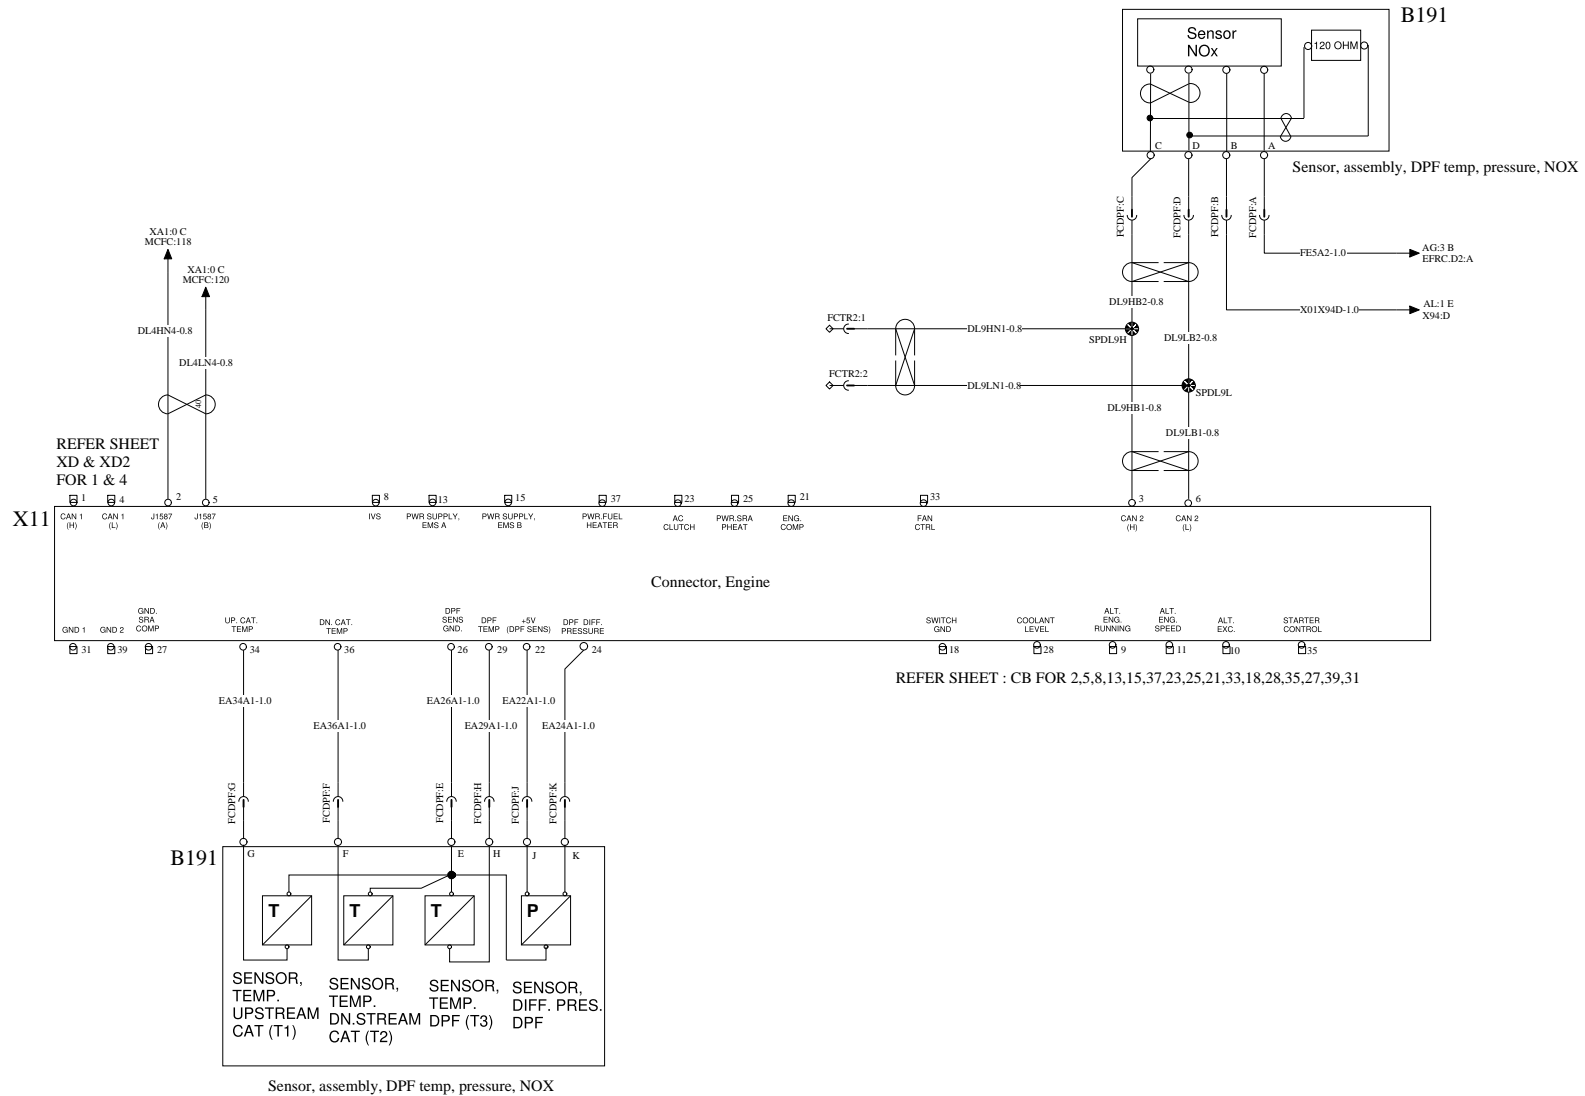 B191
Sensor
NOx
120 OHM
C
D
B
A
Sensor, assembly, DPF temp, pressure, NOX
FCDPF:C
FCDPF:D
FCDPF:B
FCDPF:A
XA1:0 C
MCFC:118
XA1:0 C
MCFC:120
FE5A2-1.0
AG:3 B
EFRC.D2:A
DL9HB2-0.8
X01X94D-1.0
AL:1 E
X94:D
FCTR2:1
DL4HN4-0.8
DL9HN1-0.8
SPDL9H
DL9LB2-0.8
DL4LN4-0.8
FCTR2:2
DL9LN1-0.8
SPDL9L
40
DL9HB1-0.8
DL9LB1-0.8
REFER SHEET
XD & XD2
FOR 1 & 4
1
4
2
5
8
13
15
37
23
25
21
33
3
6
X11
CAN 1
(H)
CAN 1
(L)
J1587
(A)
J1587
(B)
IVS
PWR SUPPLY,
EMS A
PWR SUPPLY,
EMS B
PWR.FUEL
HEATER
AC
CLUTCH
PWR.SRA
PHEAT
ENG.
COMP
FAN
CTRL
CAN 2
(H)
CAN 2
(L)
Connector, Engine
GND 1
GND 2
GND.
SRA
COMP
UP. CAT.
TEMP
DN. CAT.
TEMP
DPF
SENS
GND.
DPF
TEMP
+5V
(DPF SENS)
DPF DIFF.
PRESSURE
SWITCH
GND
COOLANT
LEVEL
ALT.
ENG.
RUNNING
ALT.
ENG.
SPEED
ALT.
EXC.
STARTER
CONTROL
31
39
27
34
36
26
29
22
24
18
28
9
11
10
35
REFER SHEET : CB FOR 2,5,8,13,15,37,23,25,21,33,18,28,35,27,39,31
EA34A1-1.0
EA26A1-1.0
EA22A1-1.0
EA36A1-1.0
EA29A1-1.0
EA24A1-1.0
FCDPF:G
FCDPF:F
FCDPF:E
FCDPF:H
FCDPF:J
FCDPF:K
B191
G
F
E
H
J
K
T
T
T
P
SENSOR,
TEMP.
UPSTREAM
CAT (T1)
SENSOR,
TEMP.
DN.STREAM
CAT (T2)
SENSOR,
TEMP.
DPF (T3)
SENSOR,
DIFF. PRES.
DPF
Sensor, assembly, DPF temp, pressure, NOX